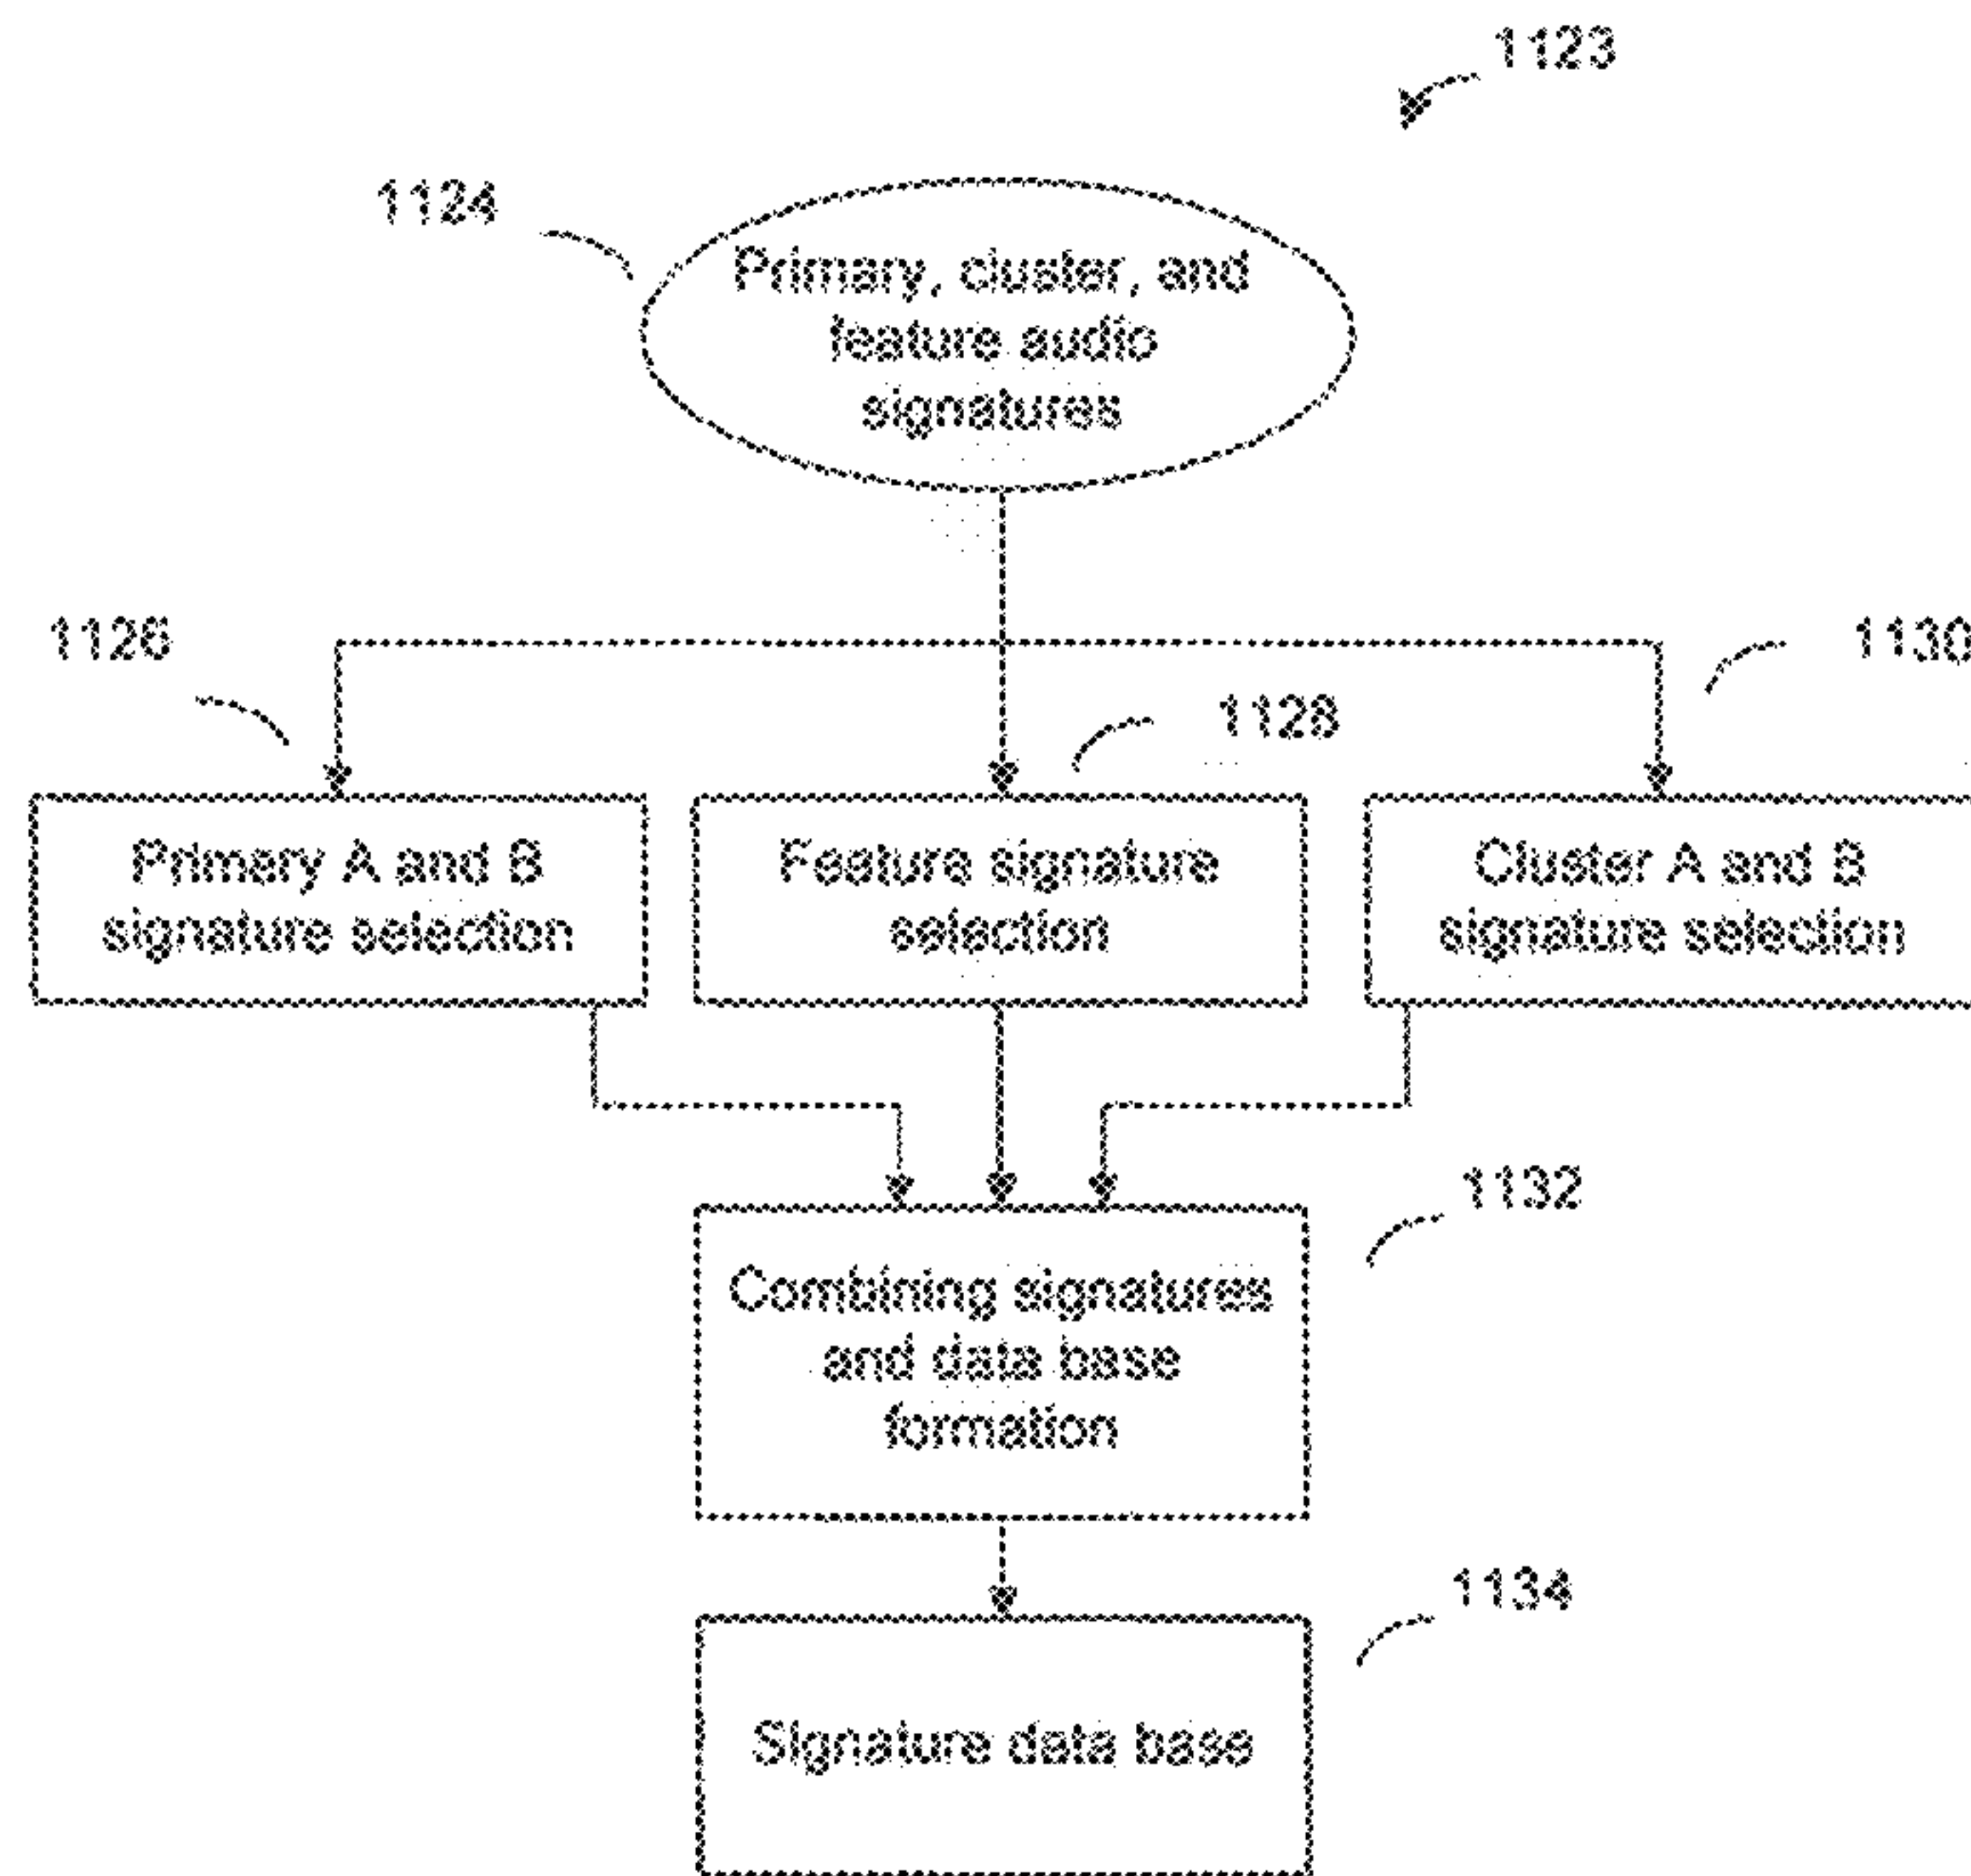 1123
1124
Primary, cluster, and
feature audio
signatures
1126
1130
1128
Primary A and B
signature selection
Feature signature
selection
Cluster A and B
signature selection
1132
Combining signatures
and data base
formation
1134
Signature data base